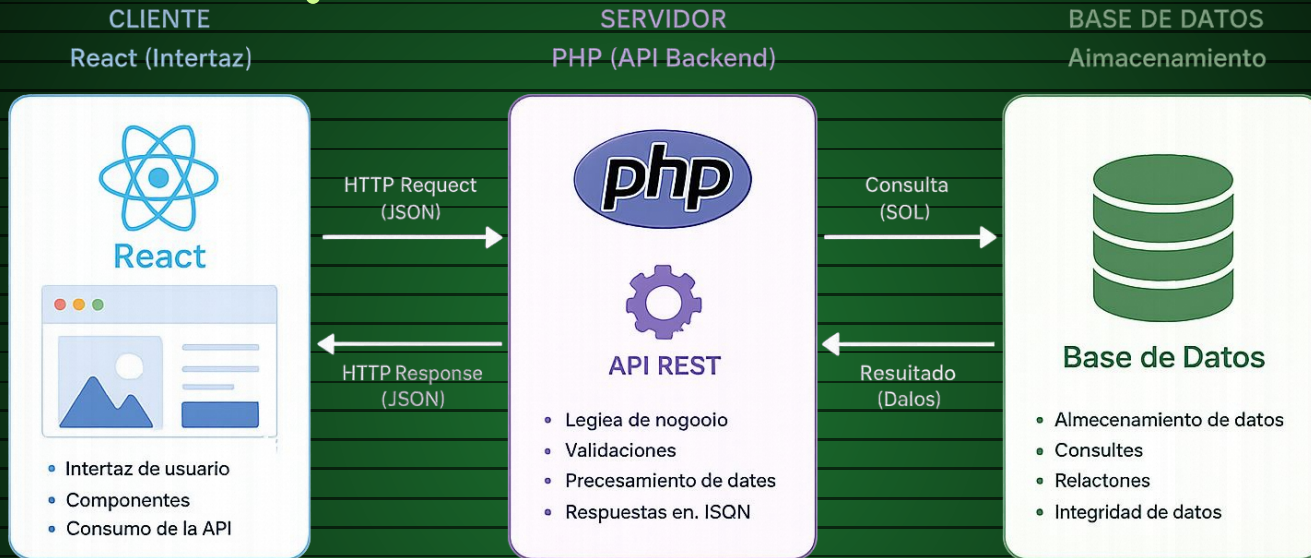 CLIENTE
React (Intertaz)
SERVIDOR
PHP (API Backend)
BASE DE DATOS
Aimacenamiento
React
Intertaz de usuario
Componentes
Consumo de la API
HTTP Requect
(JSON)
HTTP Response
(JSON)
php
API REST
Legiea de nogooio
Validaciones
Precesamiento de dates
Respuestas en. ISQN
Consulta
(SOL)
Resuitado
(Dalos)
Base de Datos
Almecenamiento de datos
Consultes
Relactones
Integridad de datos